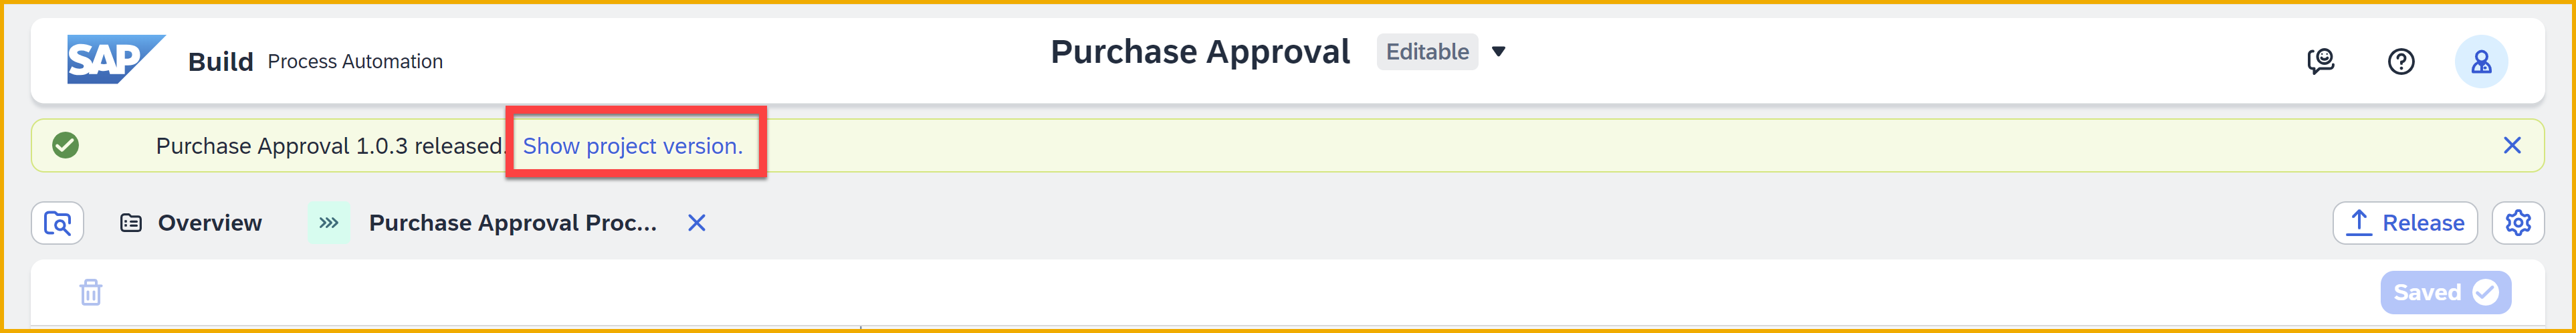 SAP Build Process Automation
Purchase Approval Editable
Purchase Approval 1.0.3 released. Show project version.
Overview Purchase Approval Proc... Release
Saved